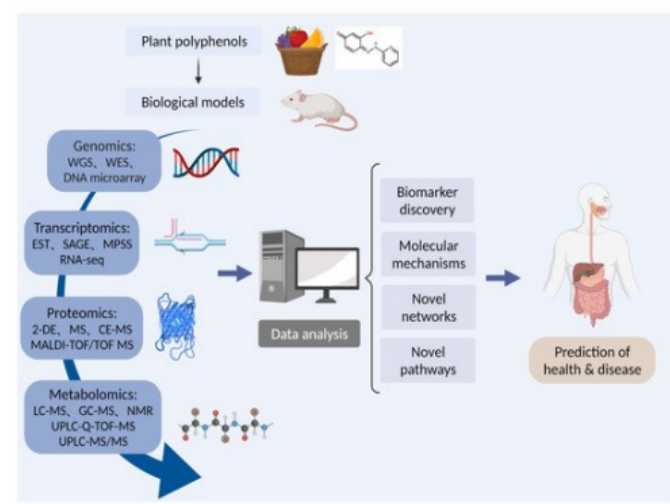 Plant polyphenols
Biological models
Genomics:
WGS、WES、
DNA microarray
Transcriptomics:
EST、SAGE、MPSS
RNA-seq
Proteomics:
2-DE、MS、CE-MS
MALDI-TOF/TOF MS
Metabolomics:
LC-MS、GC-MS、NMR
UPLC-Q-TOF-MS
UPLC-MS/MS
Data analysis
Biomarker
discovery
Molecular
mechanisms
Novel
networks
Novel
pathways
Prediction of
health & disease